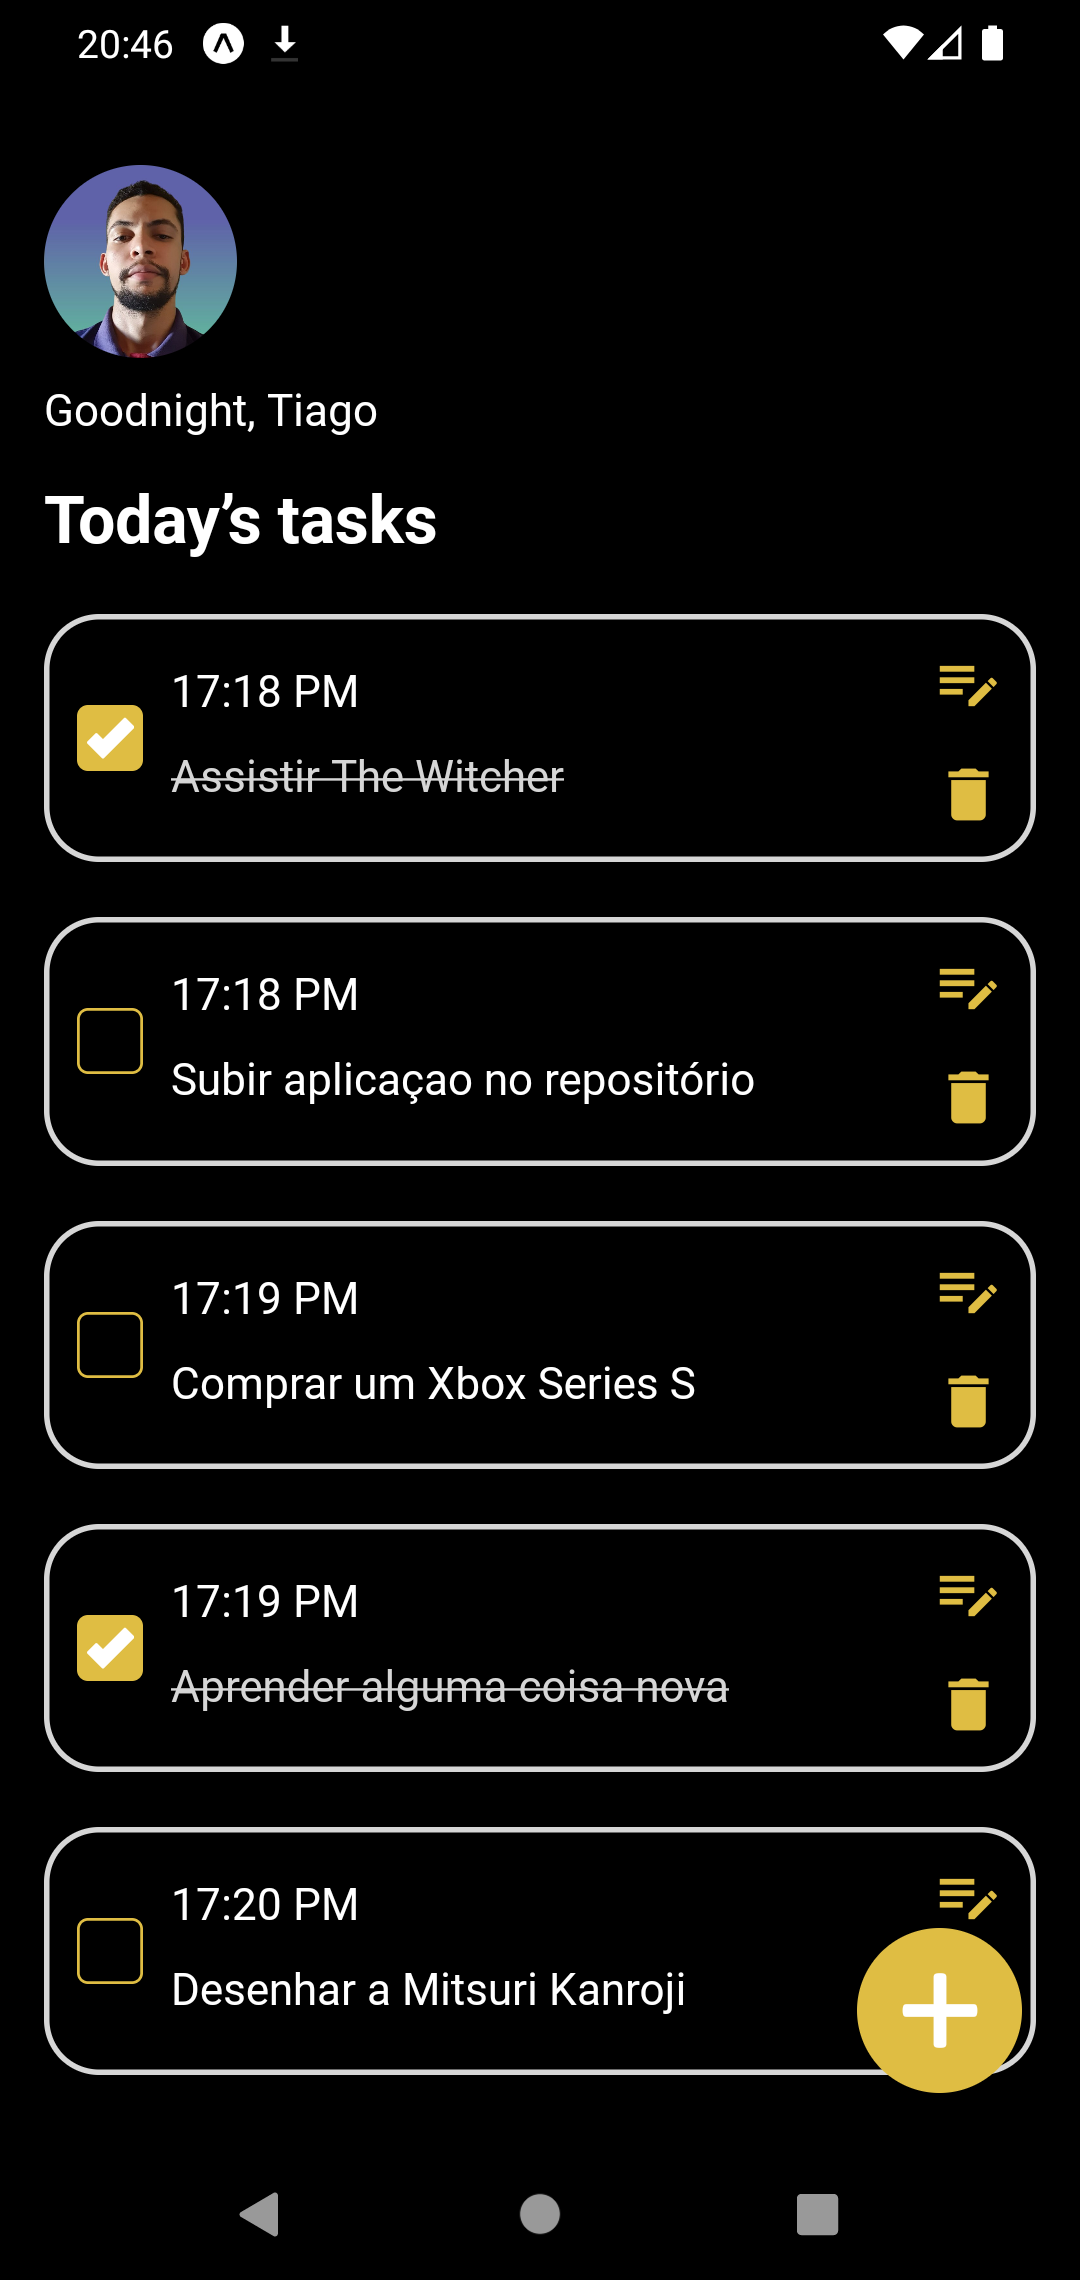 20:46
Goodnight, Tiago
Today’s tasks
17:18 PM
Assistir The Witcher
17:18 PM
Subir aplicaçao no repositório
17:19 PM
Comprar um Xbox Series S
17:19 PM
Aprender alguma coisa nova
17:20 PM
Desenhar a Mitsuri Kanroji